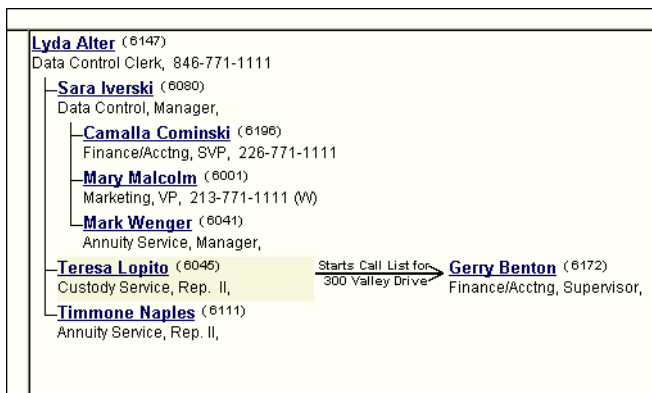 Lyda Alter (6147)
Data Control Clerk, 846-771-1111
Sara Iverski (6080)
Data Control, Manager,
Camalla Cominski (6196)
Finance/Acctng, SVP, 226-771-1111
Mary Malcolm (6001)
Marketing, VP, 213-771-1111 (W)
Mark Wenger (6041)
Annuity Service, Manager,
Teresa Lopito (6045)
Custody Service, Rep. II,
Starts Call List for
300 Valley Drive
Gerry Benton (6172)
Finance/Acctng, Supervisor,
Timmone Naples (6111)
Annuity Service, Rep. II,